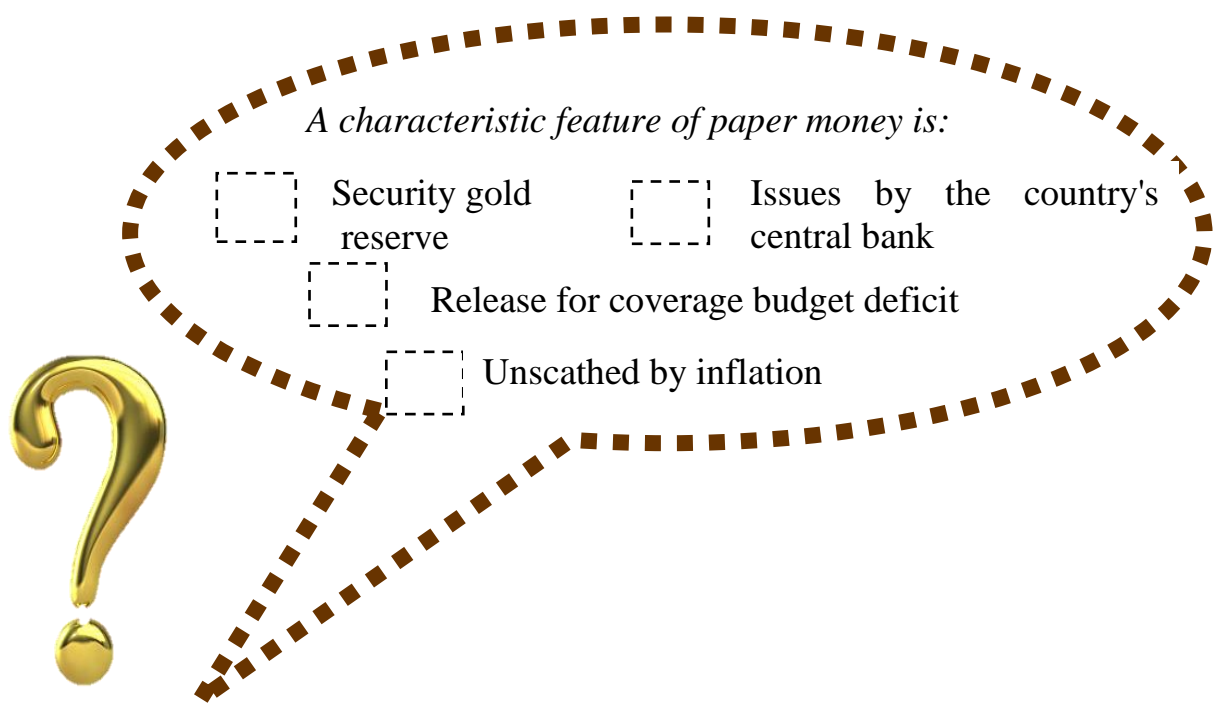 A characteristic feature of paper money is:
Security gold
reserve
Issues by the country's
central bank
Release for coverage budget deficit
Unscathed by inflation